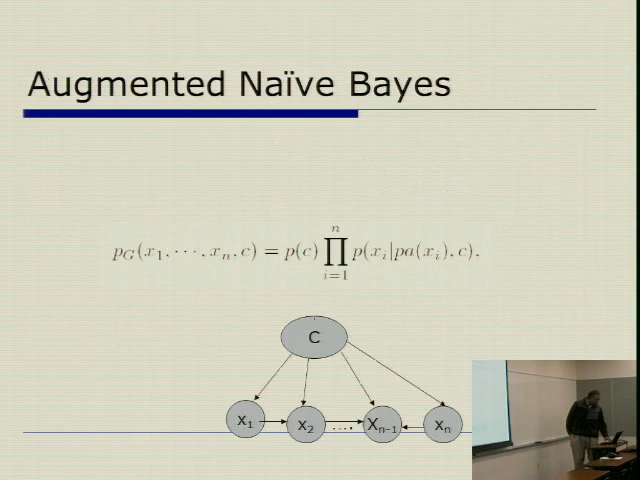 Augmented Naïve Bayes
p_G(x_1, ⋯, x_n, c) = p(c) ∏_{i=1}^{n} p(x_i|pa(x_i), c),
C
x_1 x_2 .... X_{n-1} x_n